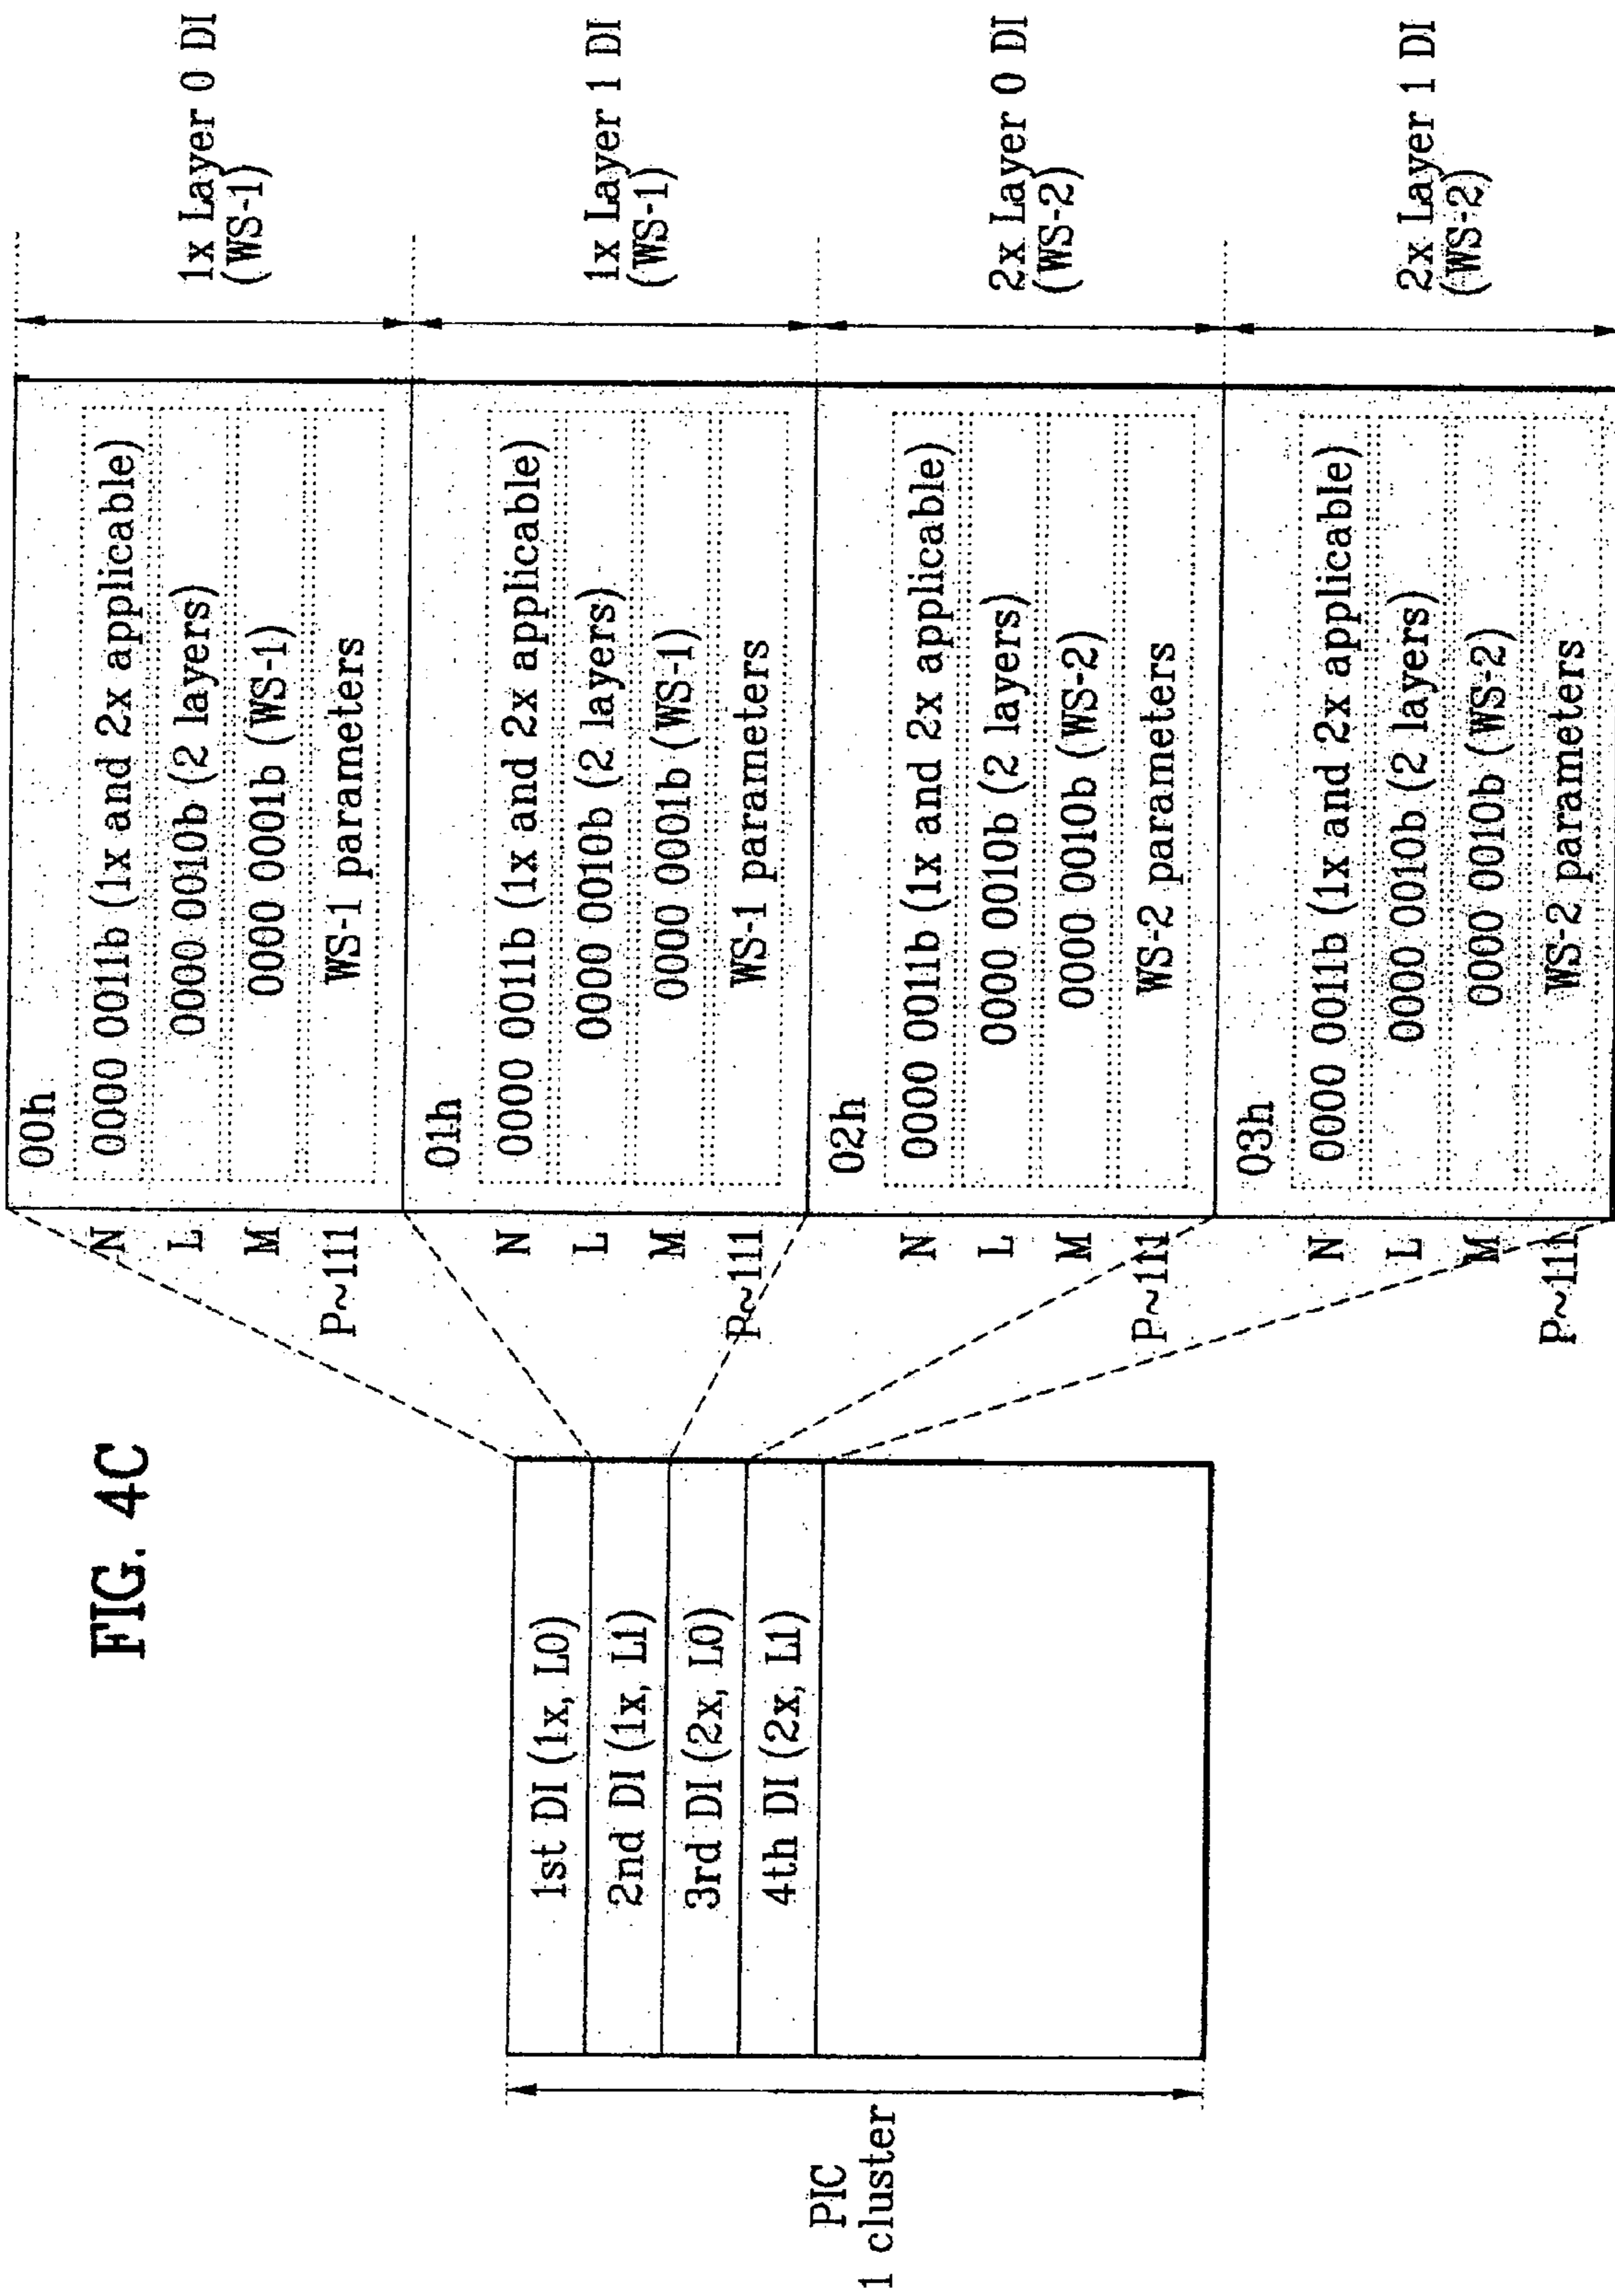 FIG. 4C
PIC
1 cluster
1st DI (1x, L0)
2nd DI (1x, L1)
3rd DI (2x, L0)
4th DI (2x, L1)
00h
N 0000 0011b (1x and 2x applicable)
L 0000 0010b (2 layers)
M 0000 0001b (WS-1)
P~111 WS-1 parameters
1x Layer 0 DI
(WS-1)
01h
N 0000 0011b (1x and 2x applicable)
L 0000 0010b (2 layers)
M 0000 0001b (WS-1)
P~111 WS-1 parameters
1x Layer 1 DI
(WS-1)
02h
N 0000 0011b (1x and 2x applicable)
L 0000 0010b (2 layers)
M 0000 0010b (WS-2)
P~111 WS-2 parameters
2x Layer 0 DI
(WS-2)
03h
N 0000 0011b (1x and 2x applicable)
L 0000 0010b (2 layers)
M 0000 0010b (WS-2)
P~111 WS-2 parameters
2x Layer 1 DI
(WS-2)